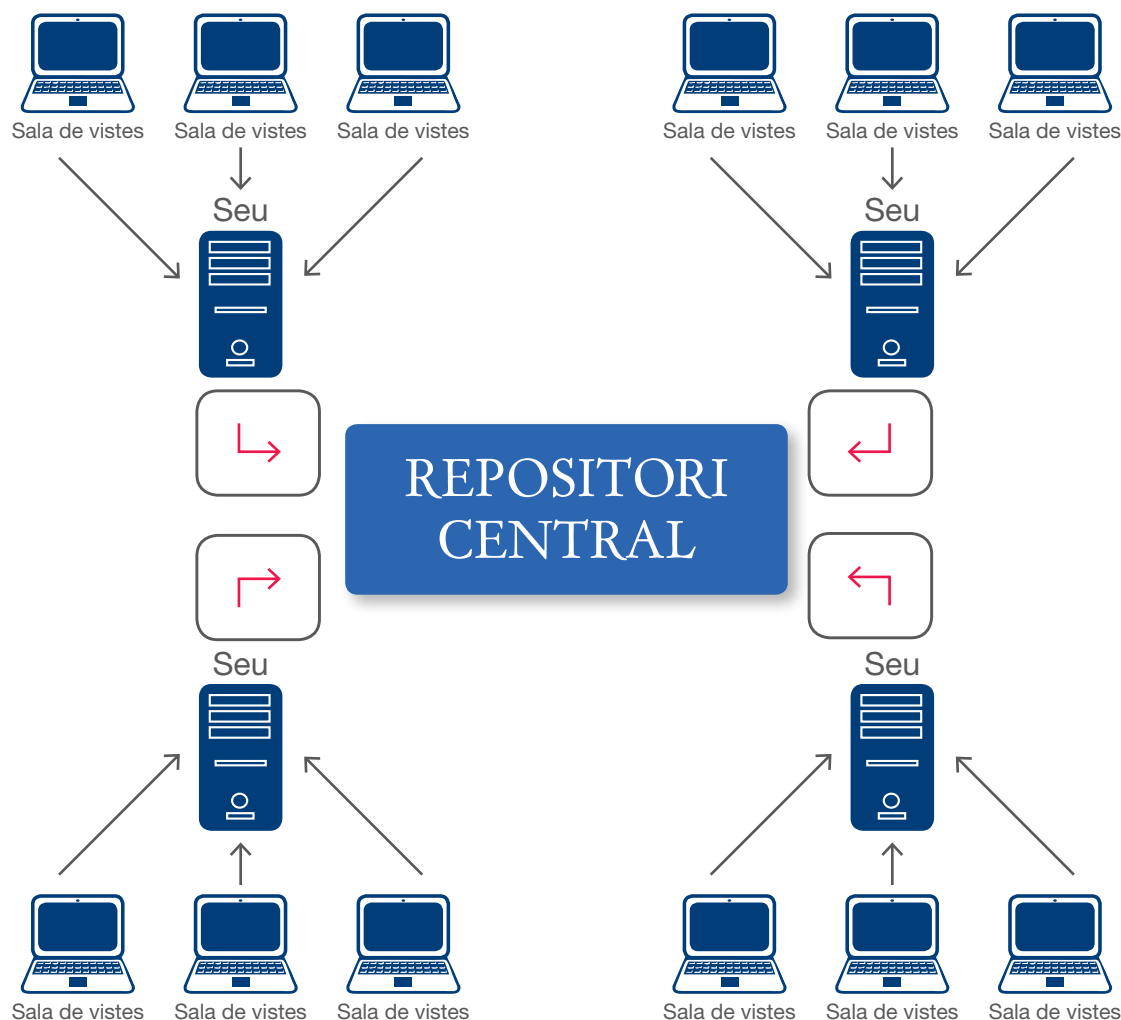 Sala de vistes Sala de vistes Sala de vistes Sala de vistes Sala de vistes Sala de vistes
Seu Seu
REPOSITORI
CENTRAL
Seu Seu
Sala de vistes Sala de vistes Sala de vistes Sala de vistes Sala de vistes Sala de vistes